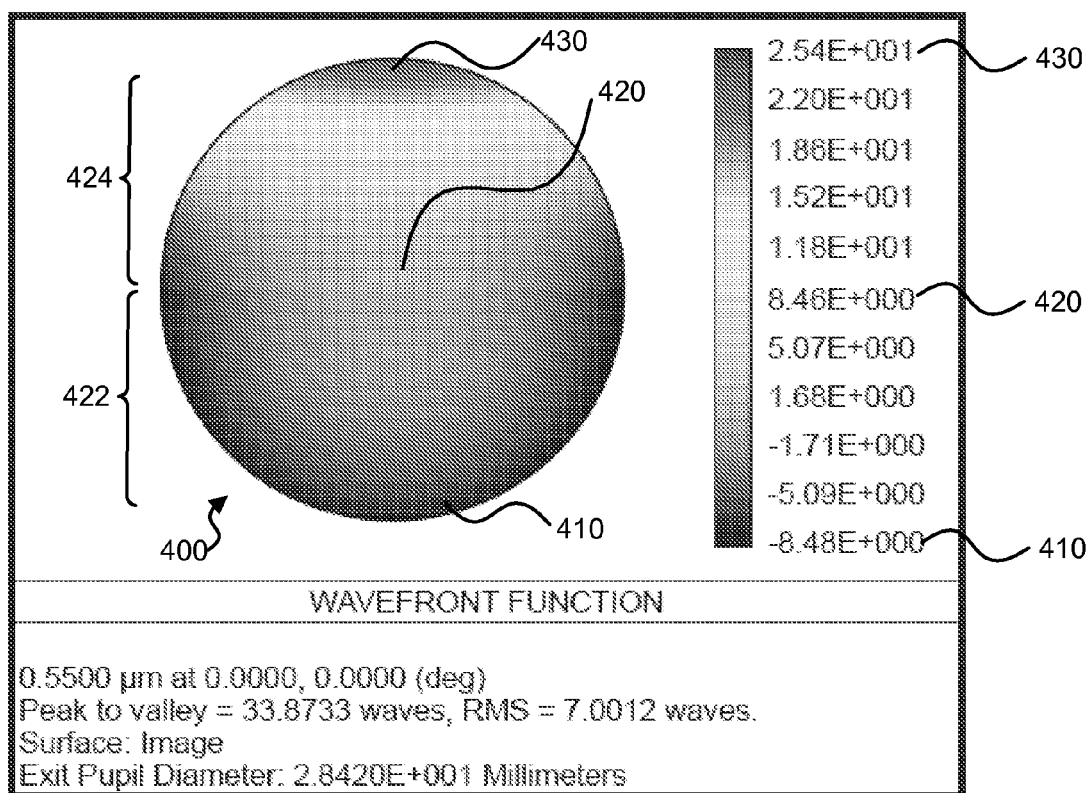 430
420
424
422
400
410
2.54E+001
2.20E+001
1.86E+001
1.52E+001
1.18E+001
8.46E+000
5.07E+000
1.68E+000
-1.71E+000
-5.09E+000
-8.48E+000
430
420
410
WAVEFRONT FUNCTION
0.5500 µm at 0.0000, 0.0000 (deg)
Peak to valley = 33.8733 waves, RMS = 7.0012 waves.
Surface: Image
Exit Pupil Diameter: 2.8420E+001 Millimeters